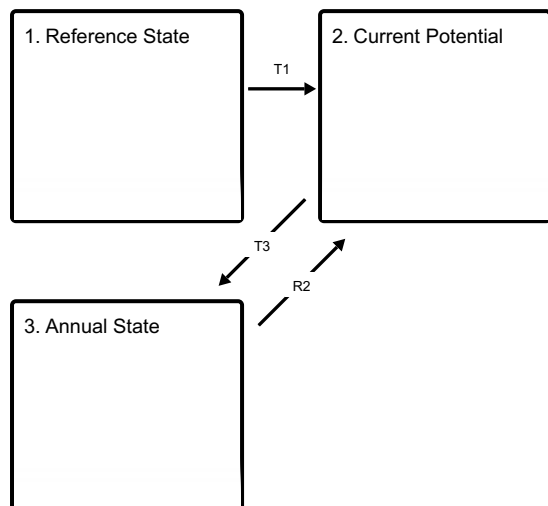 1. Reference State
2. Current Potential
T1
T3
R2
3. Annual State